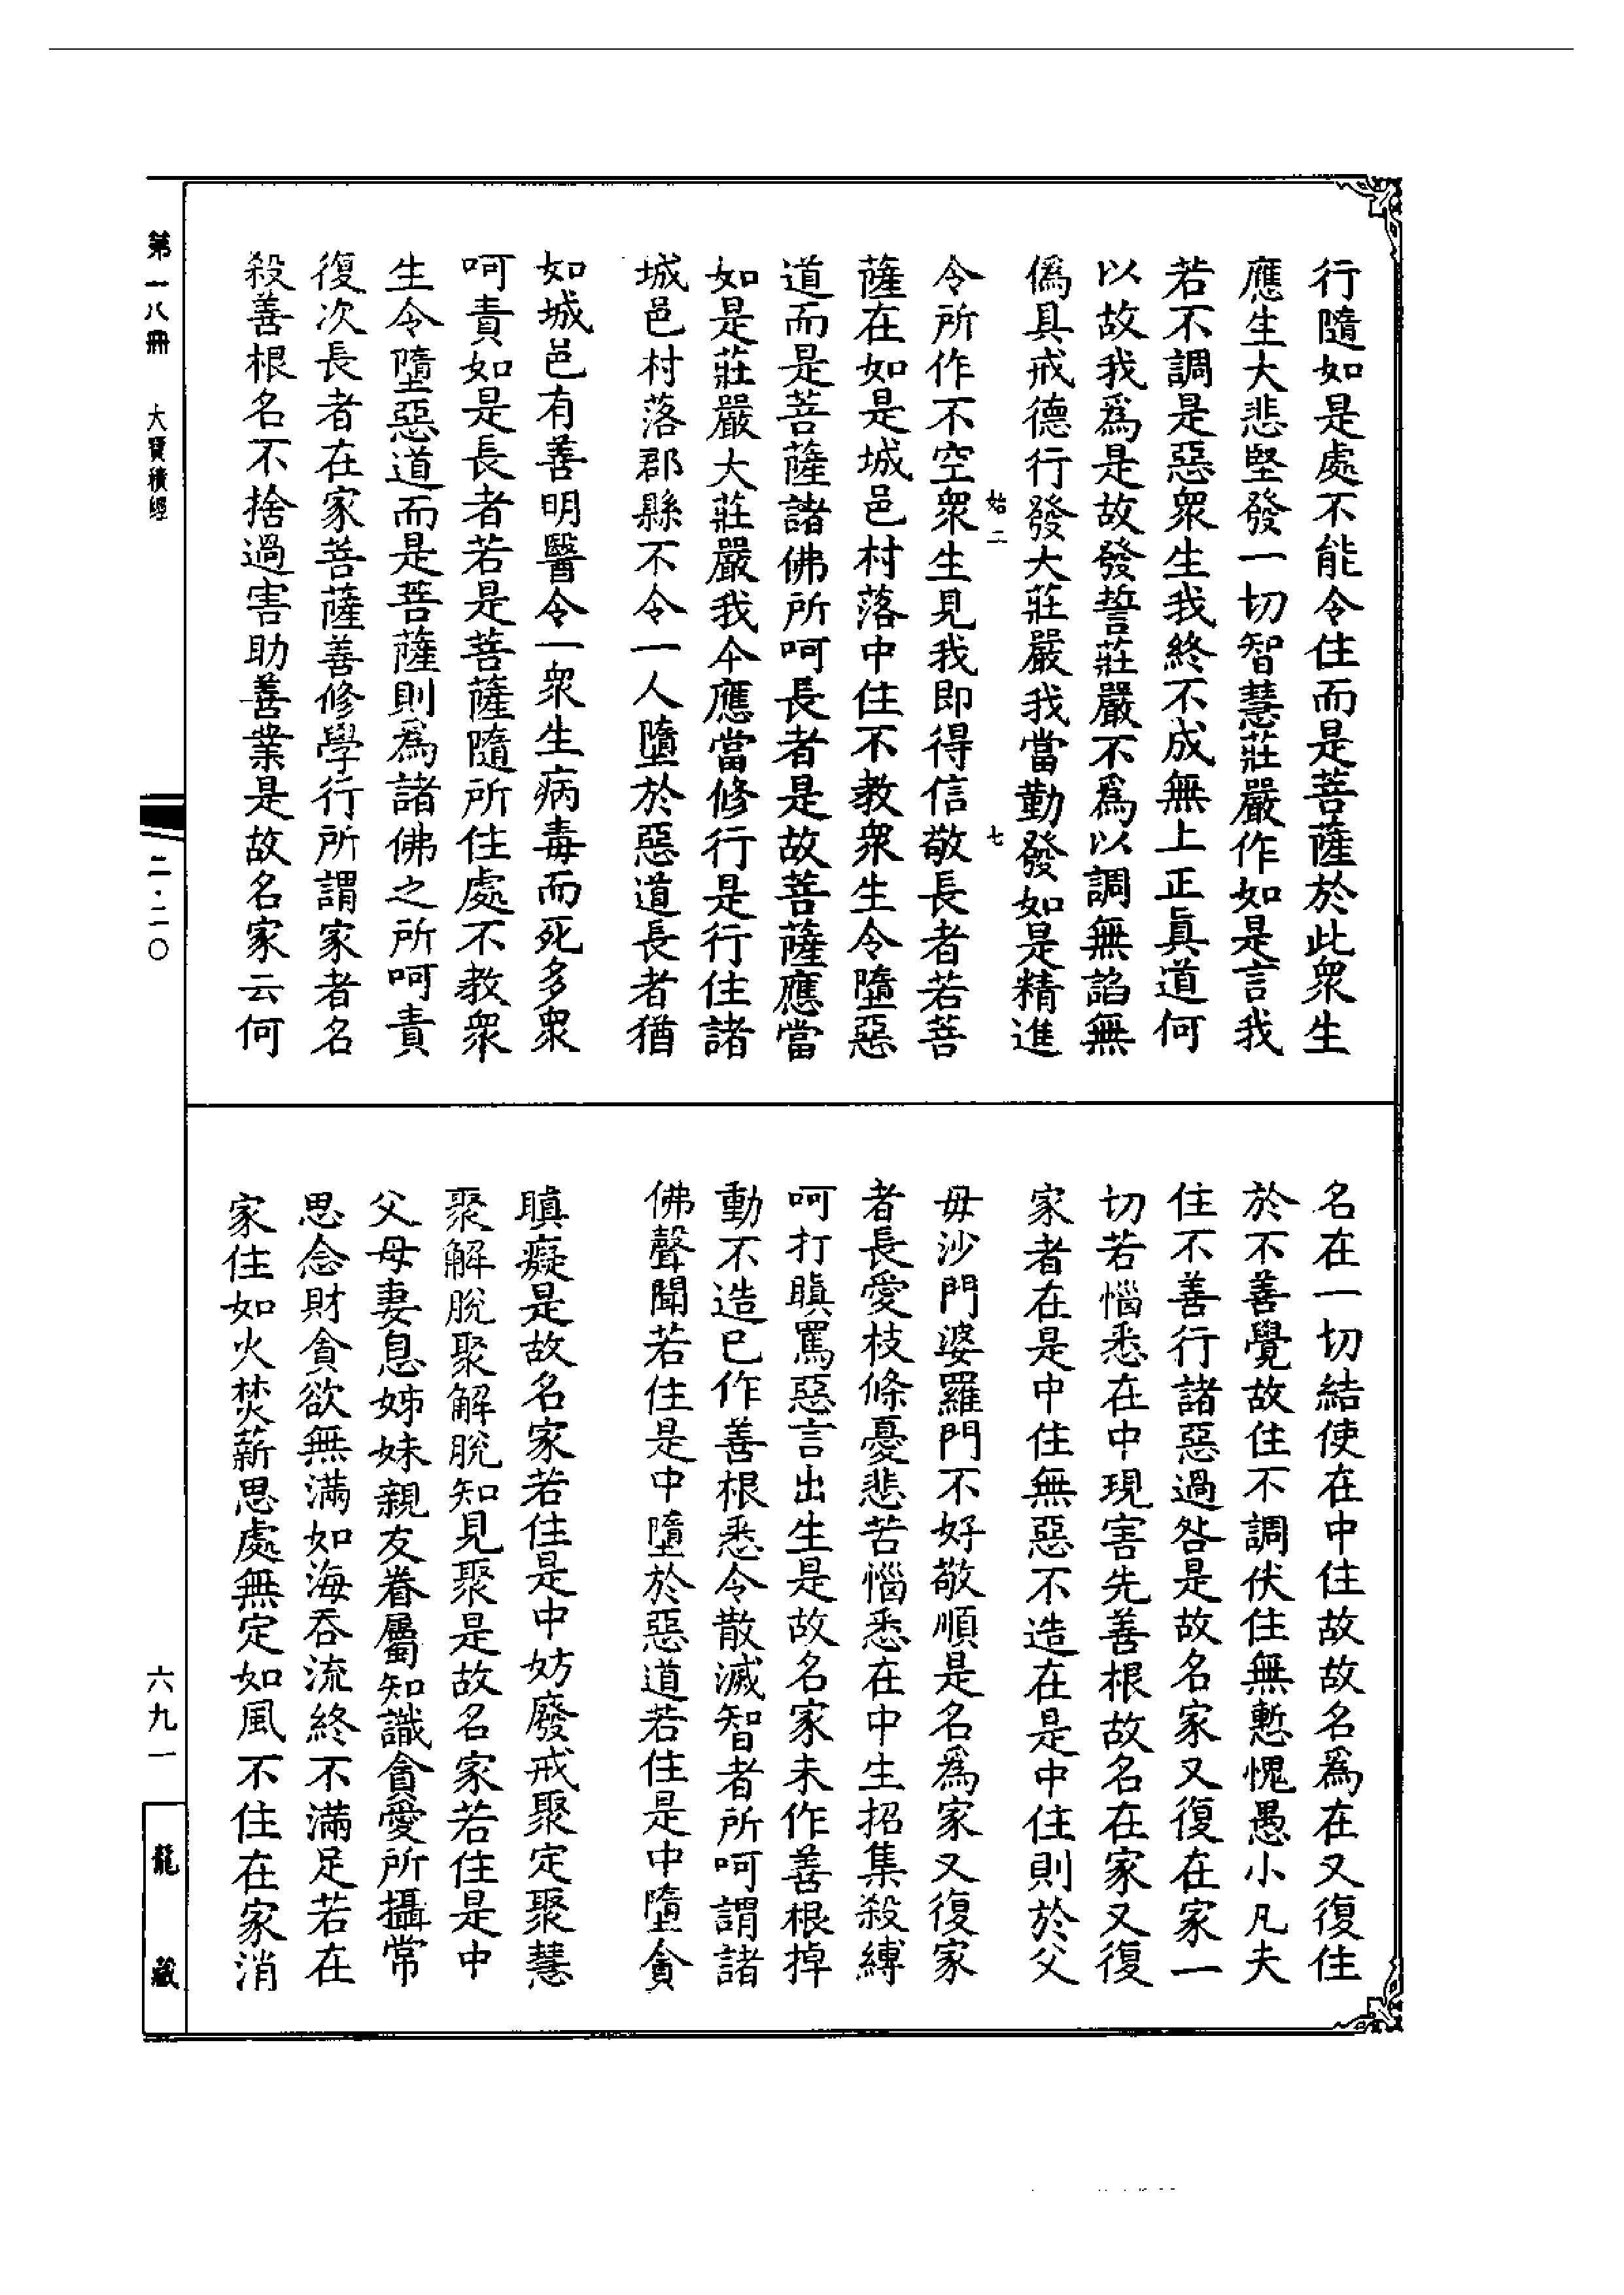 行隨如是處不能令住而是菩薩於此眾生
應生大悲堅發一切智慧莊嚴作如是言我
若不調是惡眾生我終不成無上正真道何
以故我為是故發誓莊嚴不為以調無諂無
偽具戒德行發大莊嚴我當勤發如是精進
始二 七
令所作不空眾生見我即得信敬長者若菩
薩在如是城邑村落中住不教眾生令墮惡
道而是菩薩諸佛所呵長者是故菩薩應當
如是莊嚴大莊嚴我今應當修行是行住諸
城邑村落郡縣不令一人墮於惡道長者猶
如城邑有善明醫令一眾生病毒而死多眾
呵責如是長者若是菩薩隨所住處不教眾
生令墮惡道而是菩薩則為諸佛之所呵責
復次長者在家菩薩善修學行所謂家者名
殺善根名不捨過害助善業是故名家云何
名在一切結使在中住故故名為在又復住
於不善覺故住不調伏住無慙愧愚小凡夫
住不善行諸惡過咎是故名家又復在家一
切苦惱悉在中現害先善根故名在家又復
家者在是中住無惡不造在是中住則於父
母沙門婆羅門不好敬順是名為家又復家
者長愛枝條憂悲苦惱悉在中生招集殺縛
呵打瞋罵惡言出生是故名家未作善根掉
動不造已作善根悉令散滅智者所呵謂諸
佛聲聞若住是中墮於惡道若住是中墮貪
瞋癡是故名家若住是中妨廢戒聚定聚慧
聚解脫聚解脫知見聚是故名家若住是中
父母妻息姊妹親友眷屬知識貪愛所攝常
思念財貪欲無滿如海吞流終不滿足若在
家住如火焚薪思處無定如風不住在家消
第一八冊 大寶積經 二·二〇 六九一 龍藏